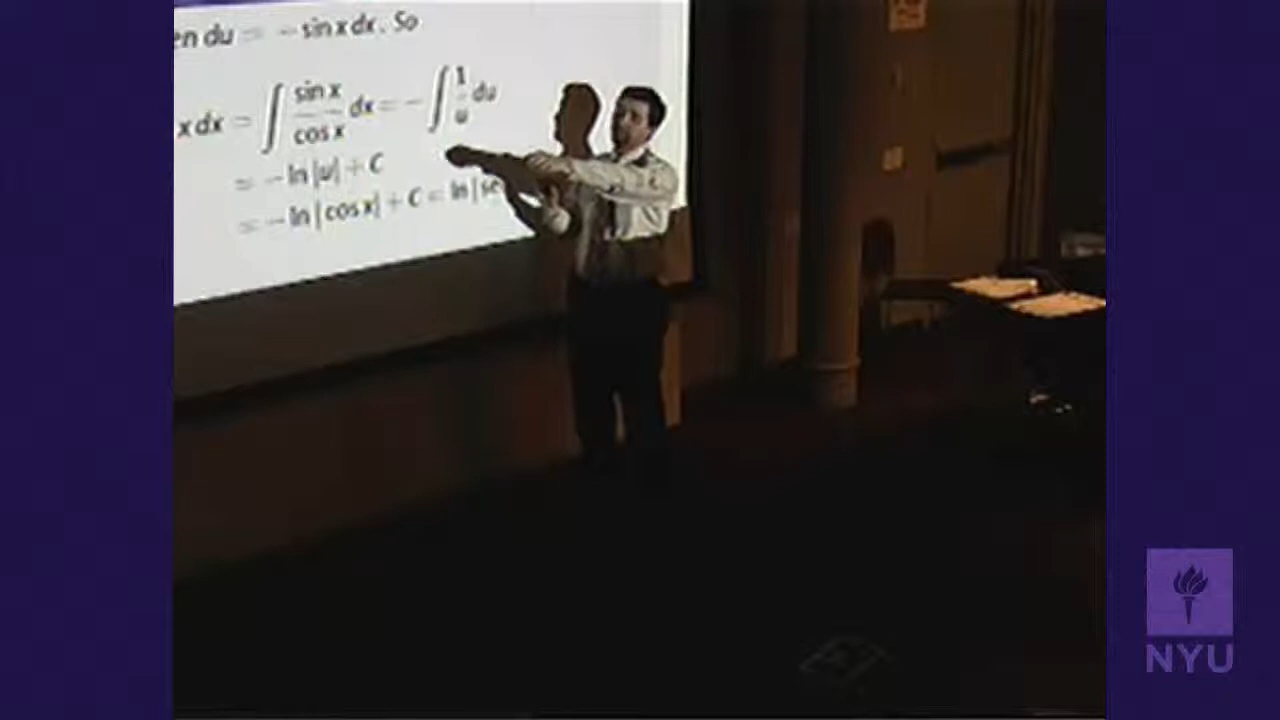 en du = − sin x dx. So
x dx = ∫ sin x / cos x dx = − ∫ 1 / u du
= − ln |u| + C
= − ln | cos x| + C = ln | se
NYU